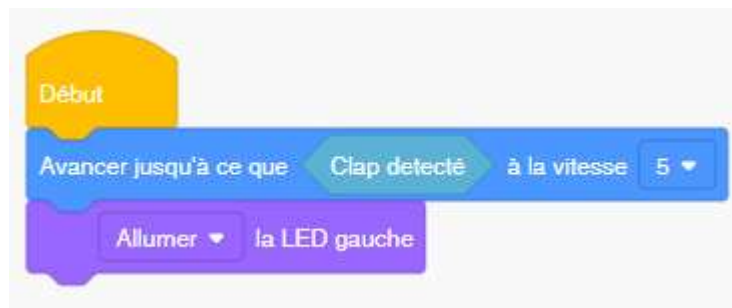 Début
Avancer jusqu'à ce que Clap detecté à la vitesse 5
Allumer la LED gauche